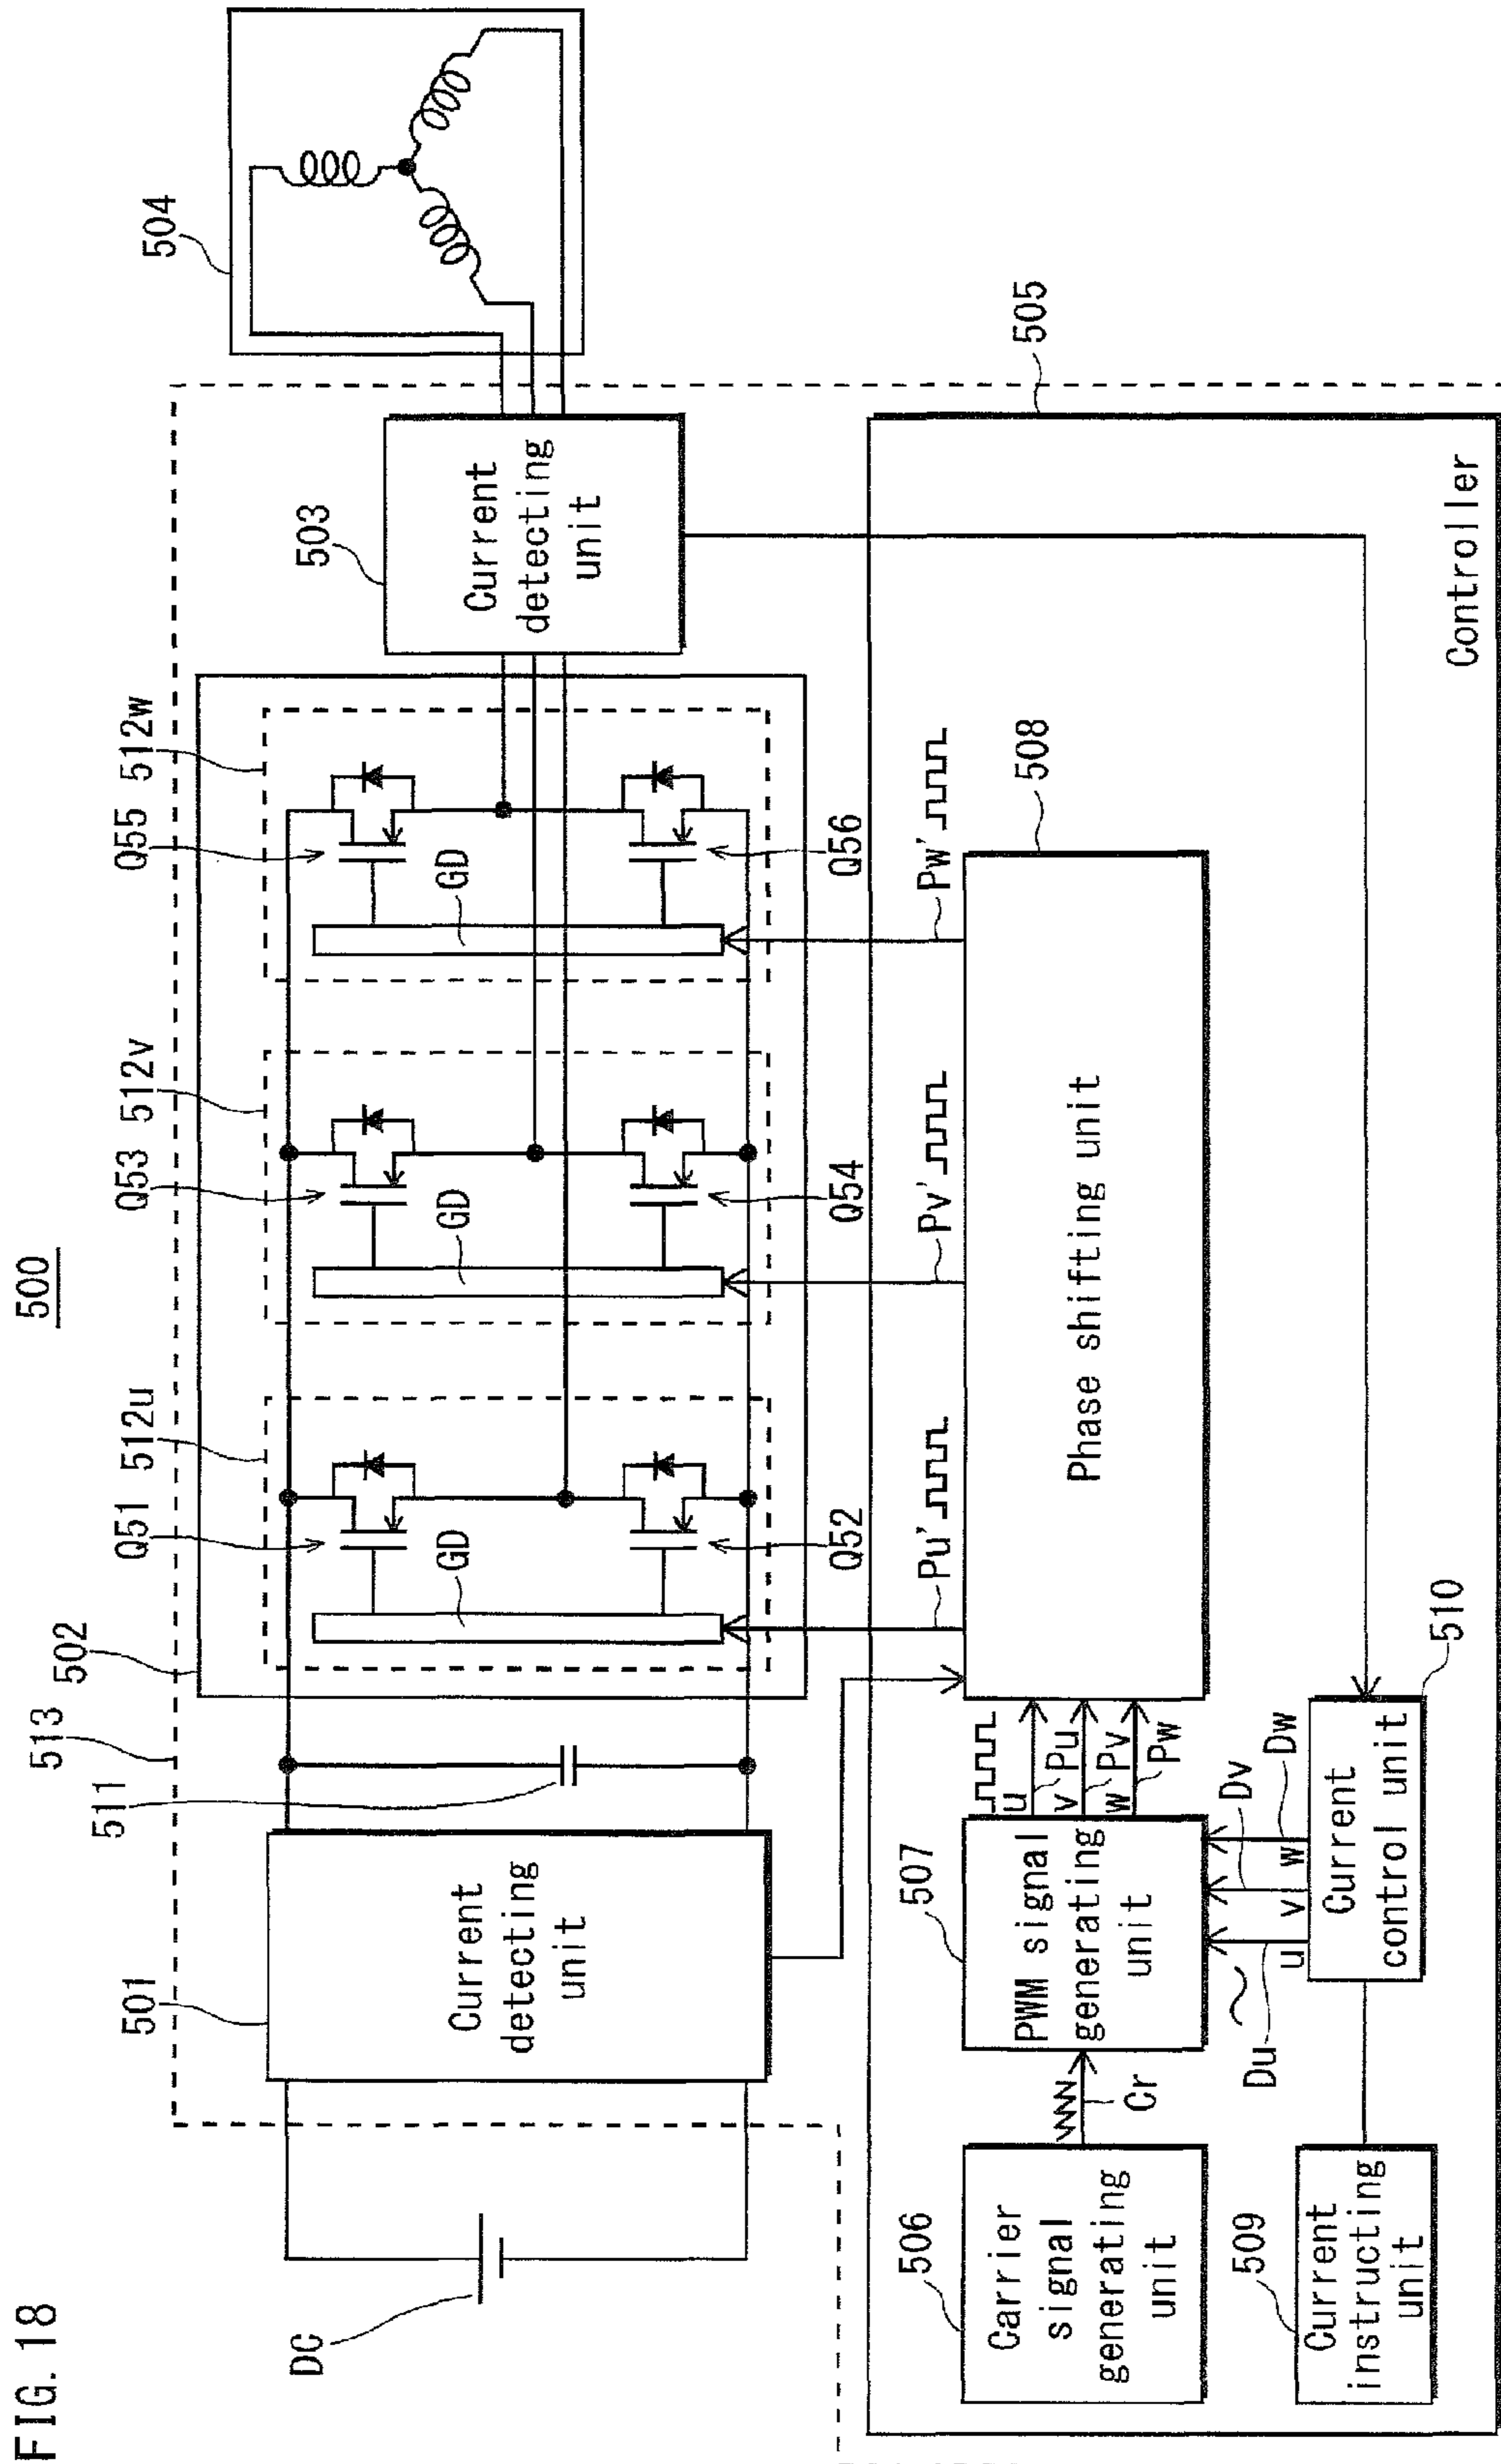 FIG. 18
500
513
502
504
501
511
512u
512v
512w
503
Q51
Q53
Q55
DC
Current
detecting
unit
GD
GD
GD
Current
detecting
unit
Q52
Q54
Q56
505
Pu'
Pv'
Pw'
506
507
508
Carrier
signal
generating
unit
Cr
PWM signal
generating
unit
u
Pu
v
Pv
w
Pw
Phase shifting unit
Du
u
Dv
v
Dw
w
509
510
Current
instructing
unit
Current
control unit
Controller